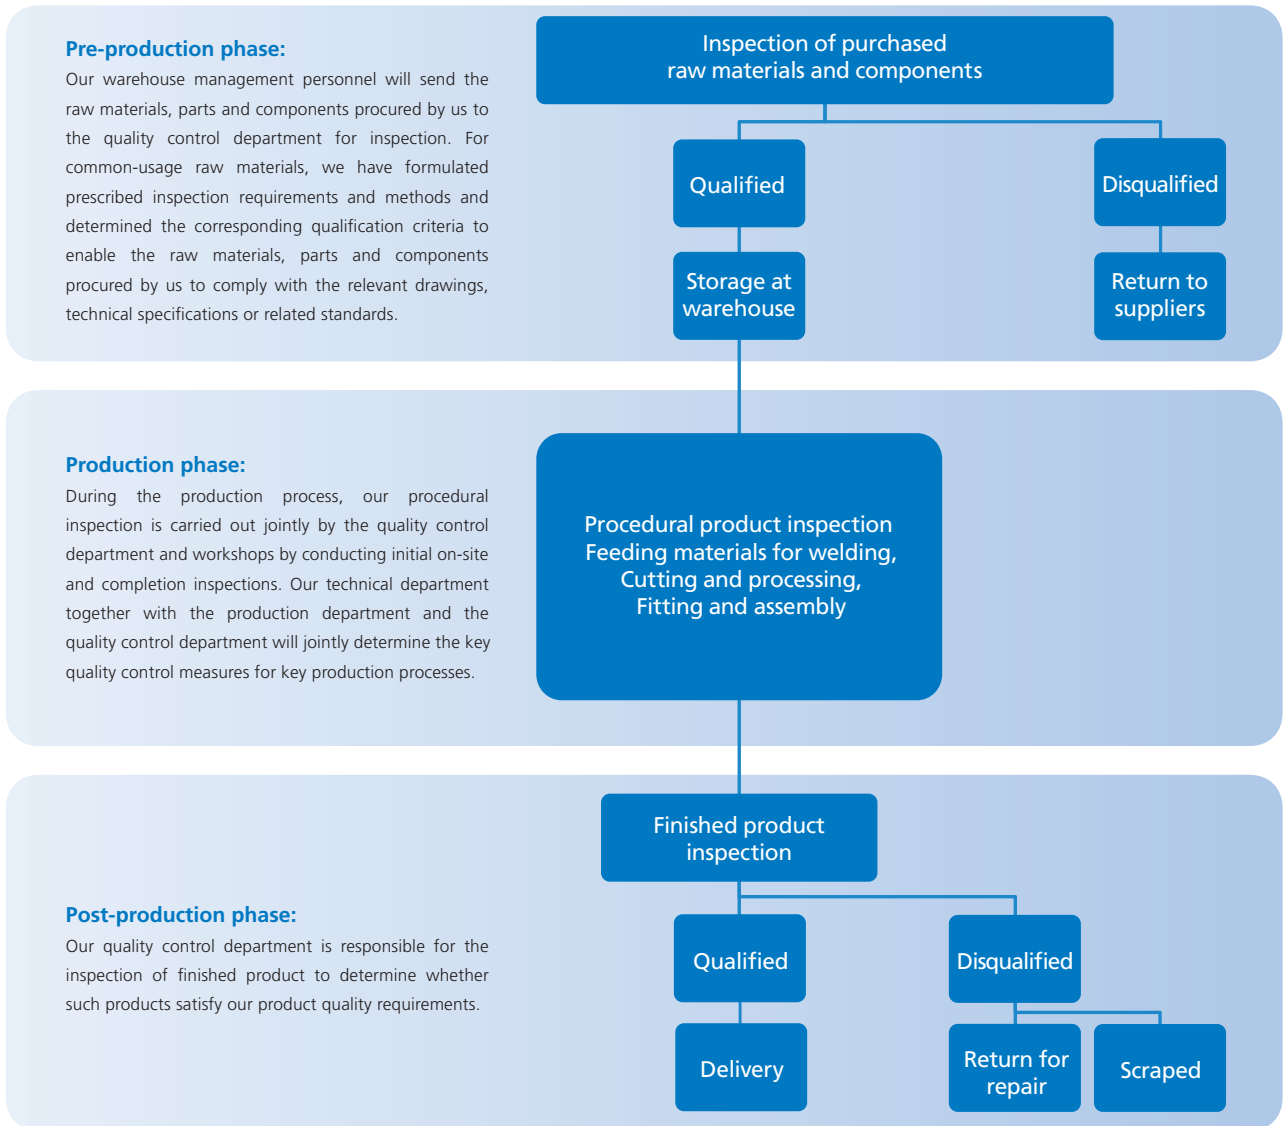 Pre-production phase:
Our warehouse management personnel will send the
raw materials, parts and components procured by us to
the quality control department for inspection. For
common-usage raw materials, we have formulated
prescribed inspection requirements and methods and
determined the corresponding qualification criteria to
enable the raw materials, parts and components
procured by us to comply with the relevant drawings,
technical specifications or related standards.
Inspection of purchased
raw materials and components
Qualified
Disqualified
Storage at
warehouse
Return to
suppliers
Production phase:
During the production process, our procedural
inspection is carried out jointly by the quality control
department and workshops by conducting initial on-site
and completion inspections. Our technical department
together with the production department and the
quality control department will jointly determine the key
quality control measures for key production processes.
Procedural product inspection
Feeding materials for welding,
Cutting and processing,
Fitting and assembly
Post-production phase:
Our quality control department is responsible for the
inspection of finished product to determine whether
such products satisfy our product quality requirements.
Finished product
inspection
Qualified
Disqualified
Delivery
Return for
repair
Scraped